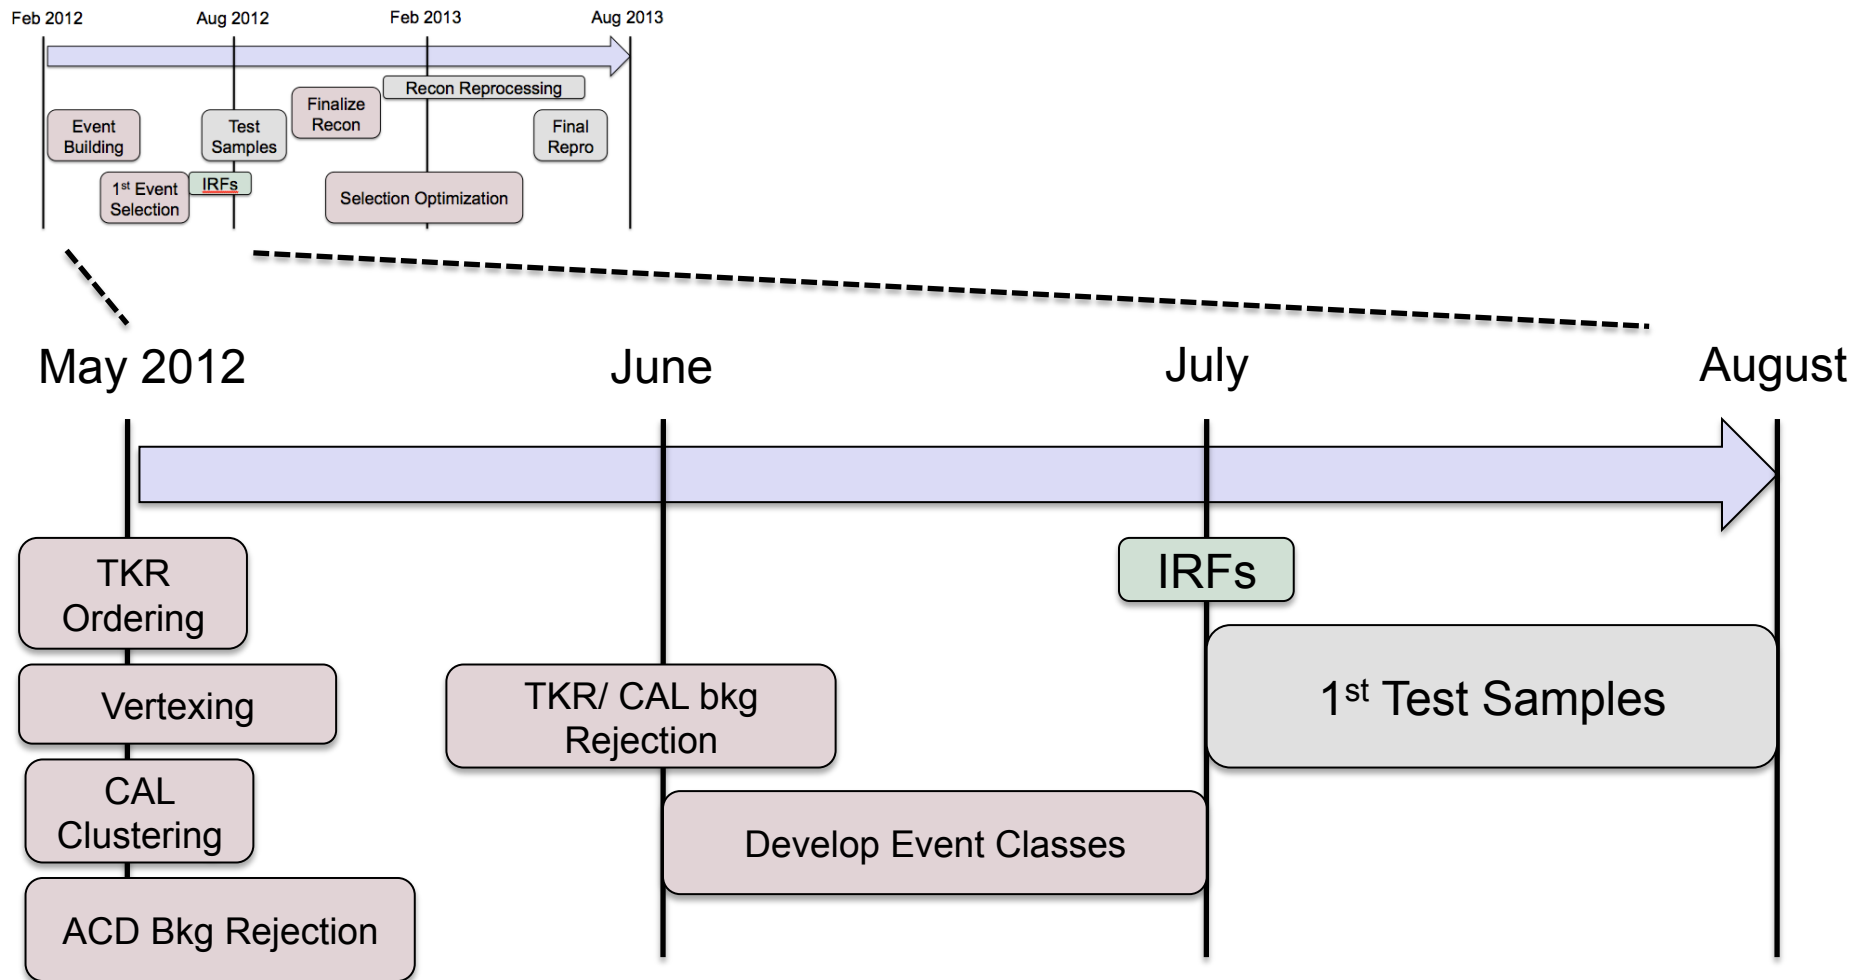 Feb 2012
Aug 2012
Feb 2013
Aug 2013
Recon Reprocessing
Finalize
Recon
Event
Building
Test
Samples
Final
Repro
1st Event
Selection
IRFs
Selection Optimization
May 2012
June
July
August
TKR
Ordering
IRFs
Vertexing
TKR/ CAL bkg
Rejection
1st Test Samples
CAL
Clustering
Develop Event Classes
ACD Bkg Rejection